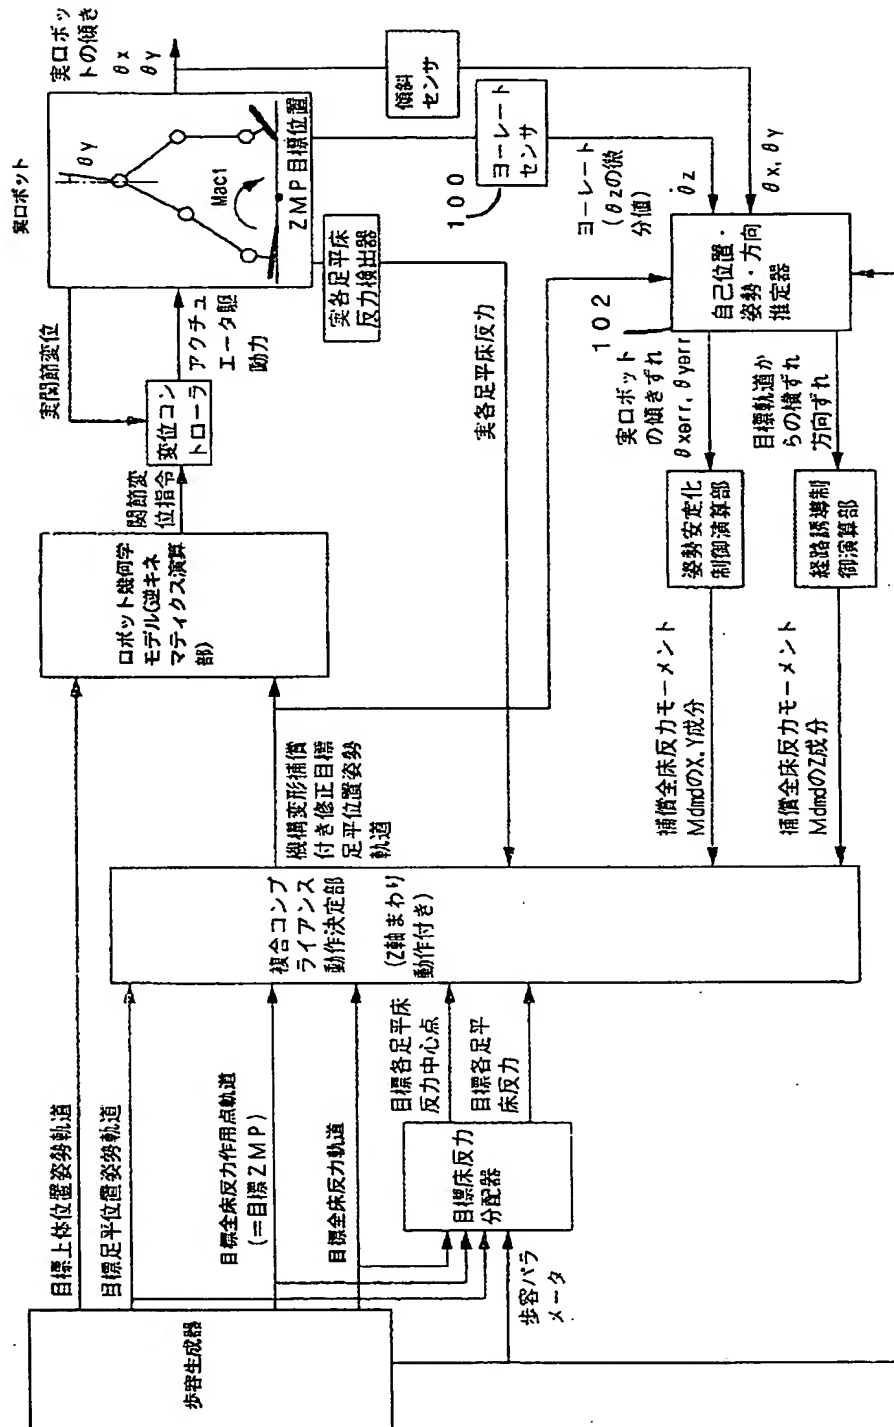 歩容生成器
目標上体位置姿勢軌道
目標足平位置姿勢軌道
目標全床反力作用点軌道
(=目標ZMP)
目標全床反力軌道
歩容パラ
メータ
目標床反力
分配器
目標各足平床
反力中心点
目標各足平
床反力
複合コンプ
ライアンス
動作決定部
(Z軸まわり
動作付き)
機構変形補償
付き修正目標
足平位置姿勢
軌道
補償全床反力モーメント
MdmdのX,Y成分
補償全床反力モーメント
MdmdのZ成分
ロボット幾何学
モデル(逆キネ
マティクス演算
部)
関節変
位指令
変位コン
トローラ
実関節変位
アクチュ
エータ駆
動力
実ロボット
θy
Mact
ZMP目標位置
実ロボッ
トの傾き
θx
θy
実各足平床
反力検出器
実各足平床反力
傾斜
センサ
ヨーレート
センサ
100
ヨーレート
(θzの微
分値)
θ̇z
θx, θy
自己位置・
姿勢・方向
推定器
102
実ロボット
の傾きずれ
θxerr, θyerr
目標軌道か
らの横ずれ
方向ずれ
姿勢安定化
制御演算部
経路誘導制
御演算部